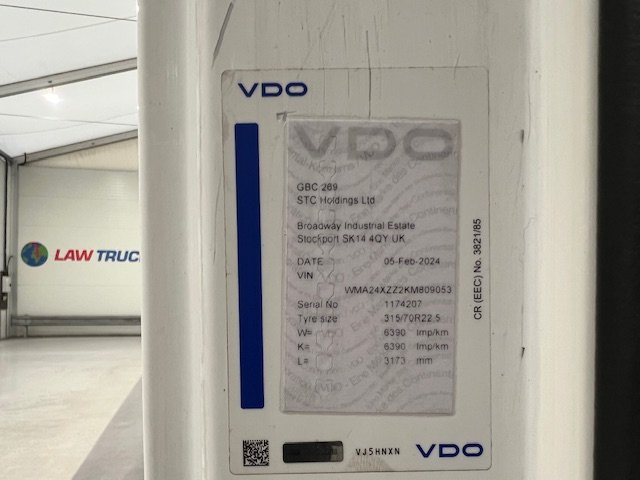 VDO
VDO
GBC 269
STC Holdings Ltd
Broadway Industrial Estate
Stockport SK14 4QY UK
DATE 05-Feb-2024
VIN
WMA24XZZ2KM809053
Serial No 1174207
Tyre size 315/70R22.5
W= 6390 Imp/km
K= 6390 Imp/km
L= 3173 mm
CR (EEC) No. 3821/85
VJ5HNXN
VDO
LAW TRUC